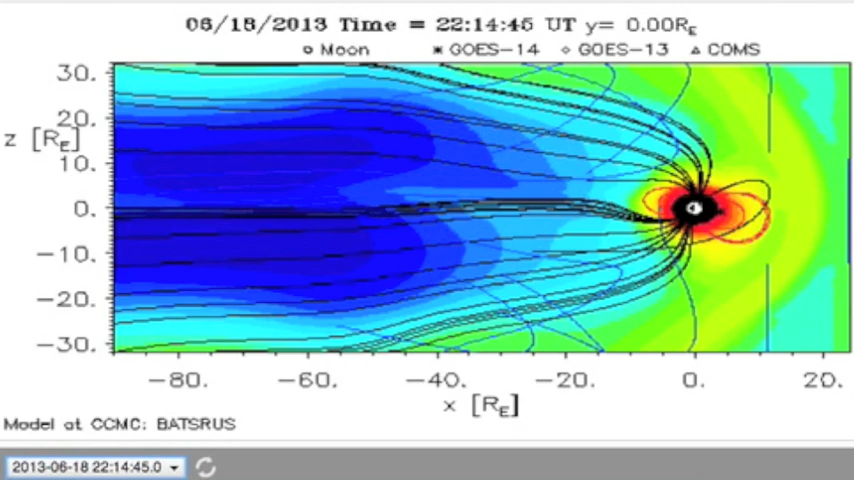 06/18/2013 Time = 22:14:45 UT y= 0.00RE
Moon GOES-14 GOES-13 COMS
30.
20.
z [RE]
10.
0.
-10.
-20.
-30.
-80. -60. -40. -20. 0. 20.
x [RE]
Model at CCMC: BATSRUS
2013-06-18 22:14:45.0